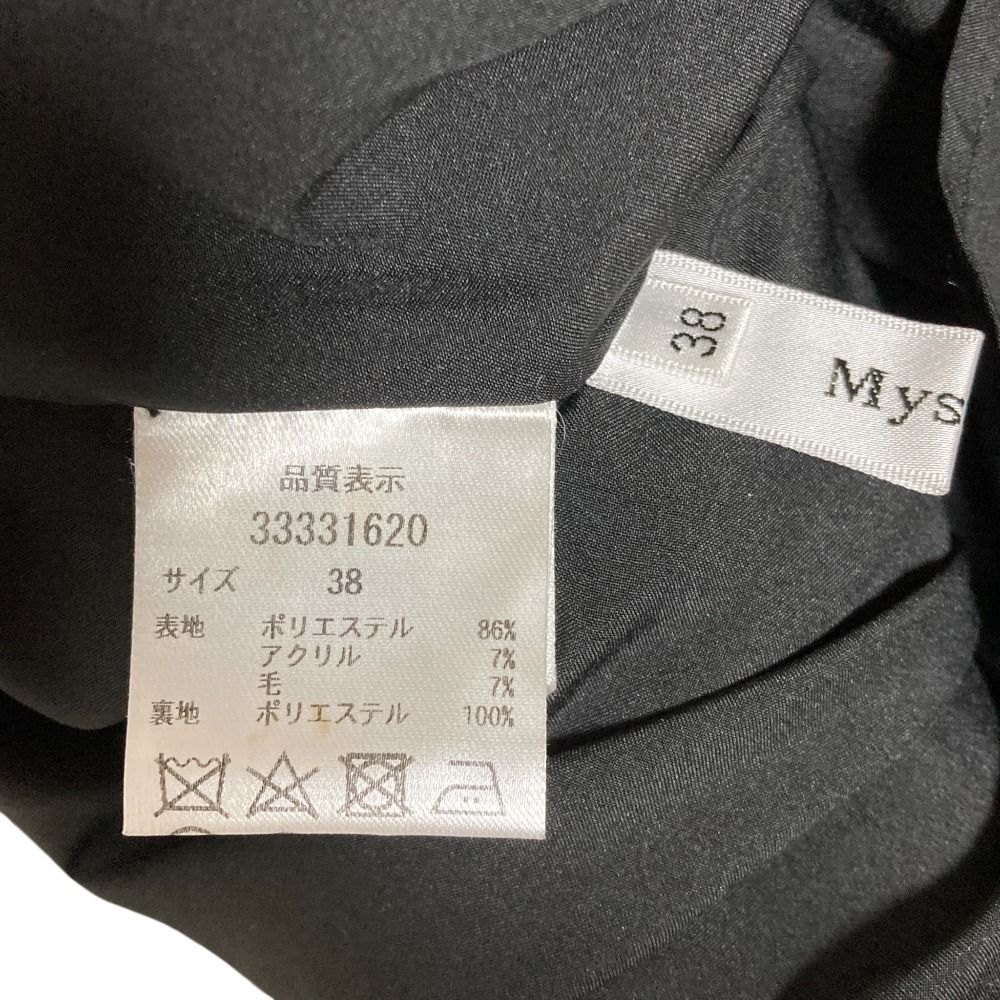 38
Mys
品質表示
33331620
サイズ 38
表地 ポリエステル 86%
アクリル 7%
毛 7%
裏地 ポリエステル 100%